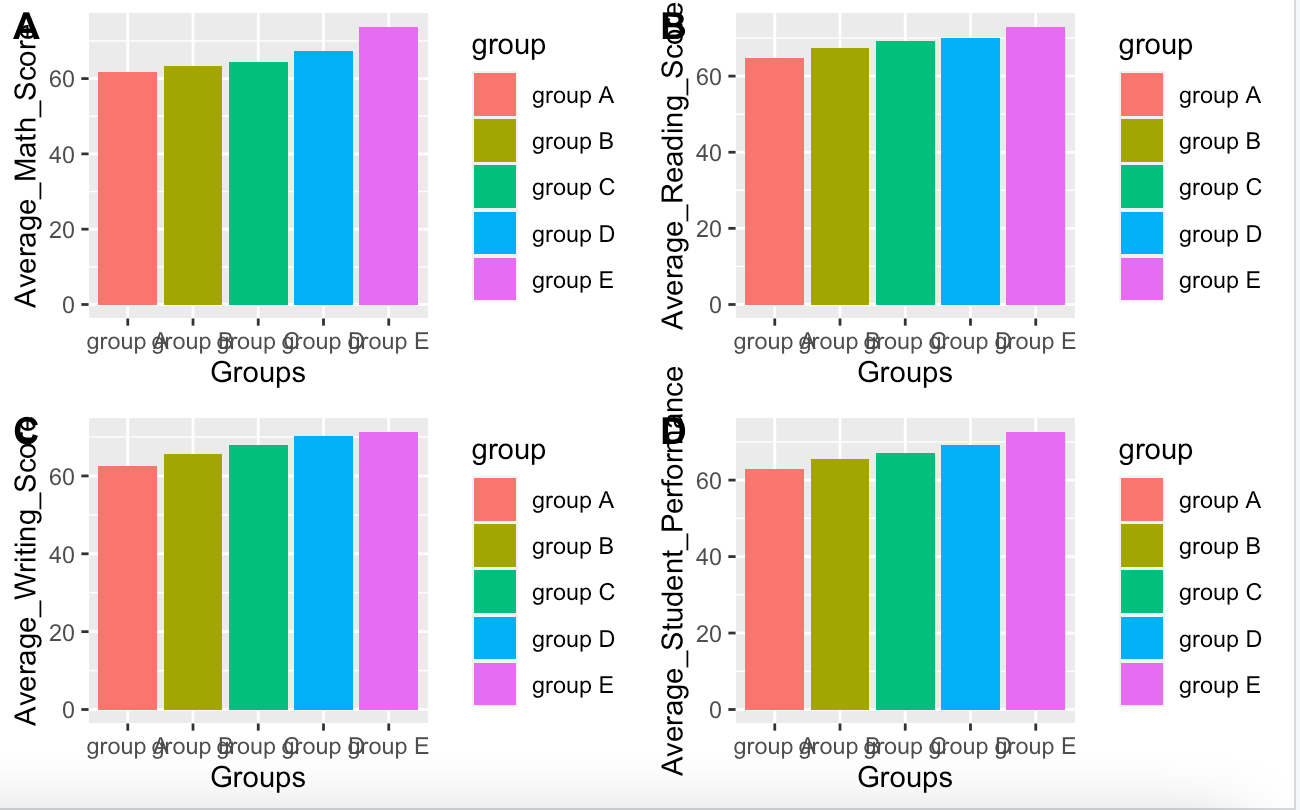 A
Average_Math_Score
60
40
20
0
group A group B group C group D group E
Groups
group
group A
group B
group C
group D
group E
B
Average_Reading_Score
60
40
20
0
group A group B group C group D group E
Groups
group
group A
group B
group C
group D
group E
C
Average_Writing_Score
60
40
20
0
group A group B group C group D group E
Groups
group
group A
group B
group C
group D
group E
D
Average_Student_Performance
60
40
20
0
group A group B group C group D group E
Groups
group
group A
group B
group C
group D
group E